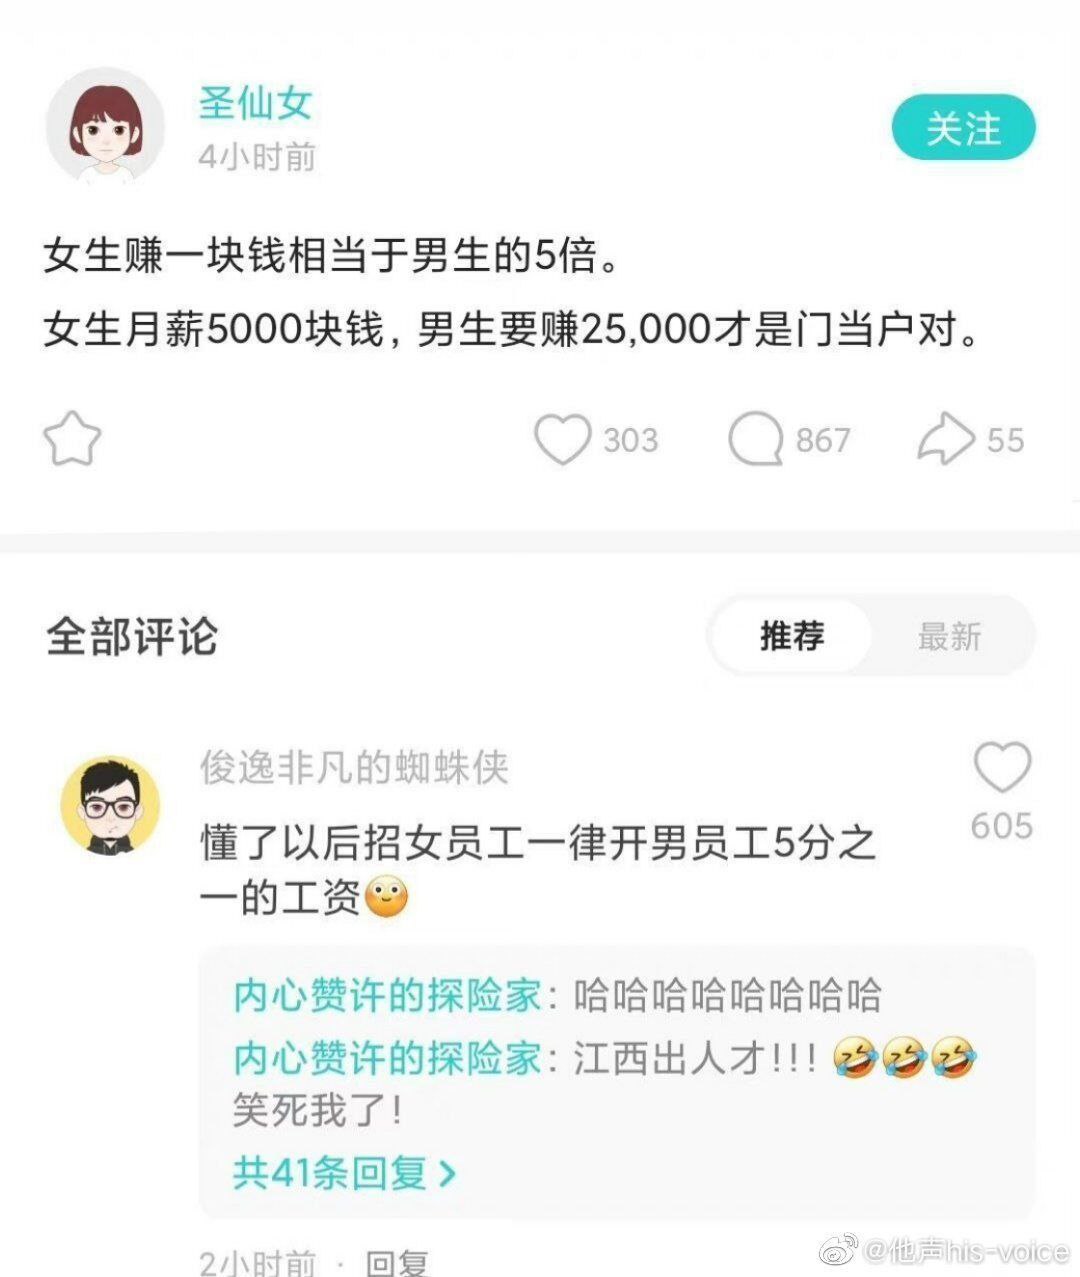 圣仙女
4小时前
关注
女生赚一块钱相当于男生的5倍。
女生月薪5000块钱，男生要赚25,000才是门当户对。
303
867
55
全部评论
推荐
最新
俊逸非凡的蜘蛛侠
605
懂了以后招女员工一律开男员工5分之
一的工资
内心赞许的探险家：哈哈哈哈哈哈哈哈
内心赞许的探险家：江西出人才!!!
笑死我了!
共41条回复 >
2小时前 · 回复
@他声his-voice